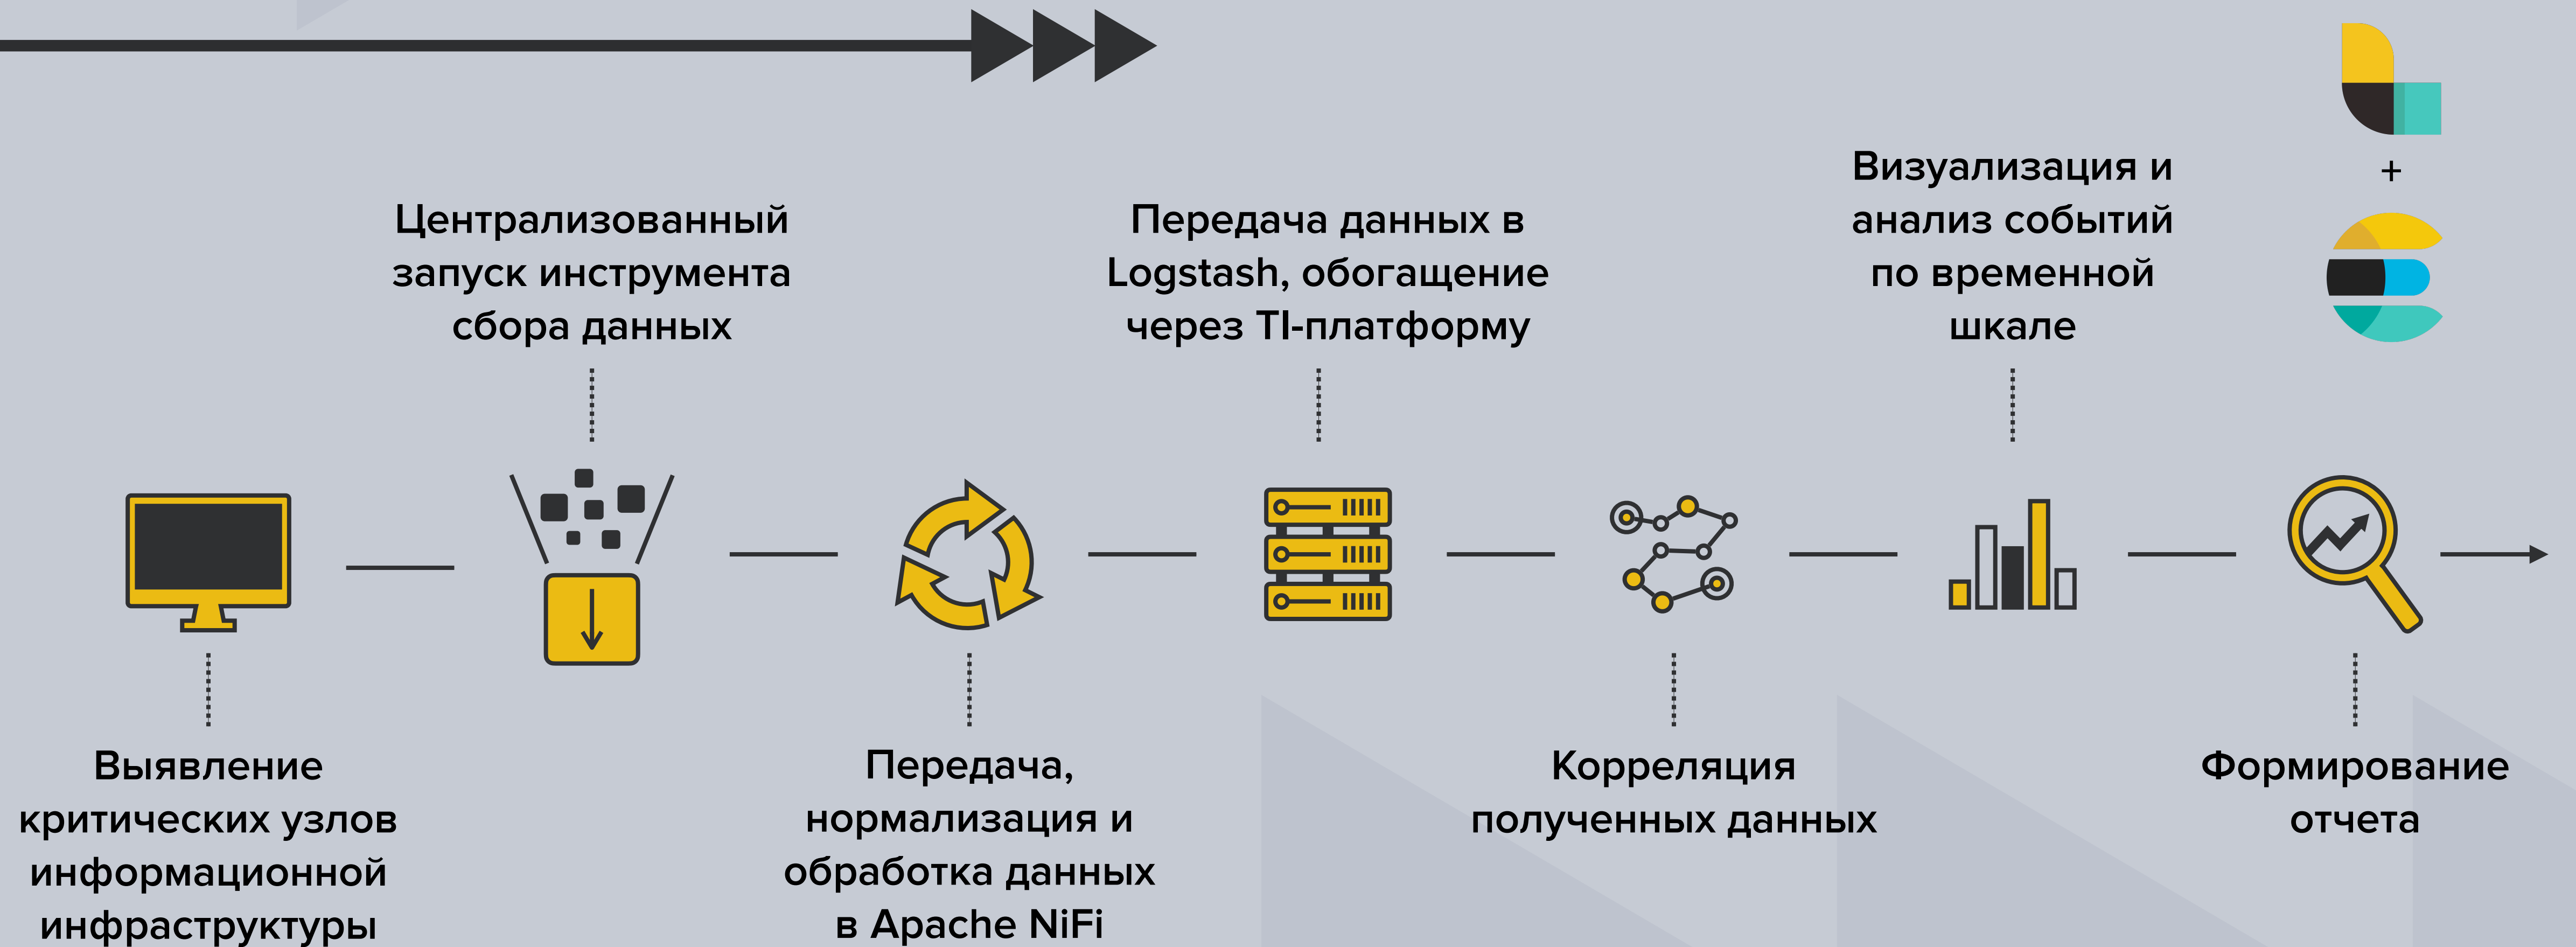 Централизованный
запуск инструмента
сбора данных
Передача данных в
Logstash, обогащение
через TI-платформу
Визуализация и
анализ событий
по временной
шкале
+
Выявление
критических узлов
информационной
инфраструктуры
Передача,
нормализация и
обработка данных
в Apache NiFi
Корреляция
полученных данных
Формирование
отчета